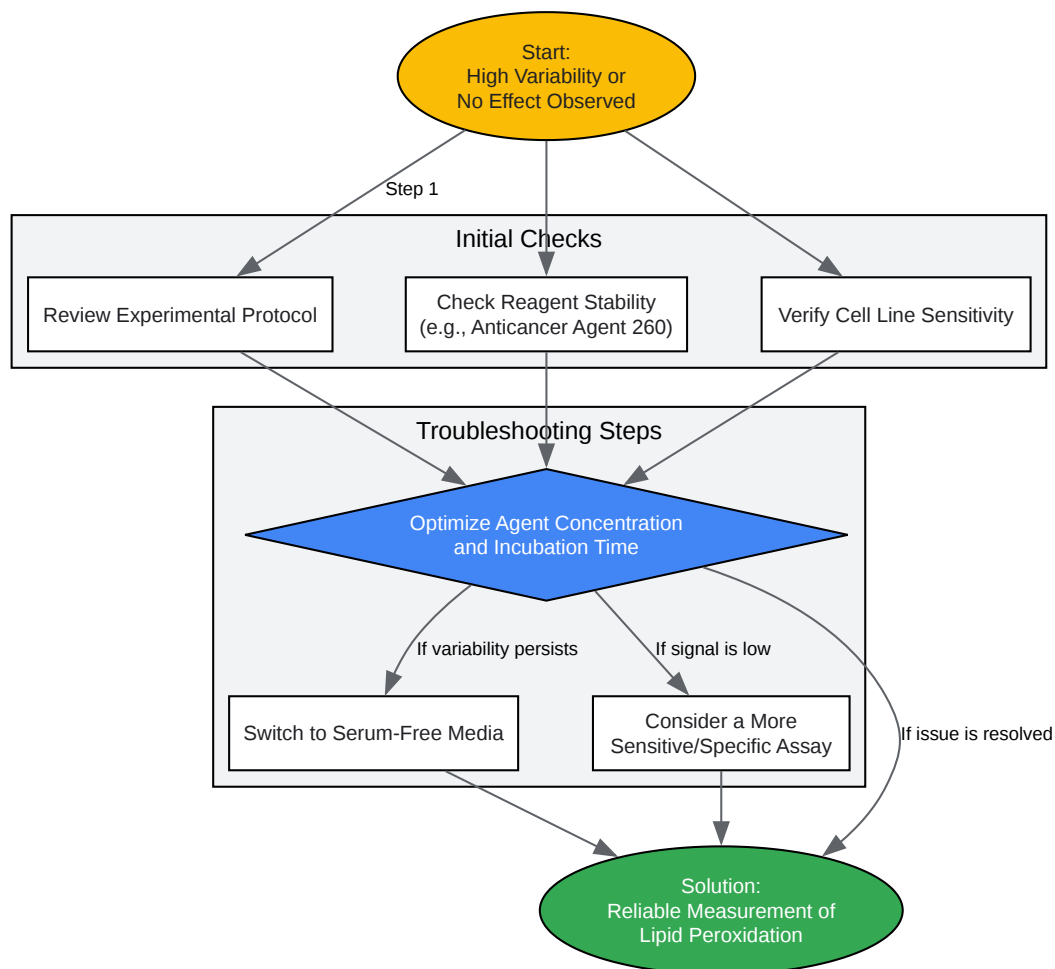 Start:
High Variability or
No Effect Observed
Step 1
Initial Checks
Review Experimental Protocol
Check Reagent Stability
(e.g., Anticancer Agent 260)
Verify Cell Line Sensitivity
Troubleshooting Steps
Optimize Agent Concentration
and Incubation Time
If variability persists
If signal is low
If issue is resolved
Switch to Serum-Free Media
Consider a More
Sensitive/Specific Assay
Solution:
Reliable Measurement of
Lipid Peroxidation